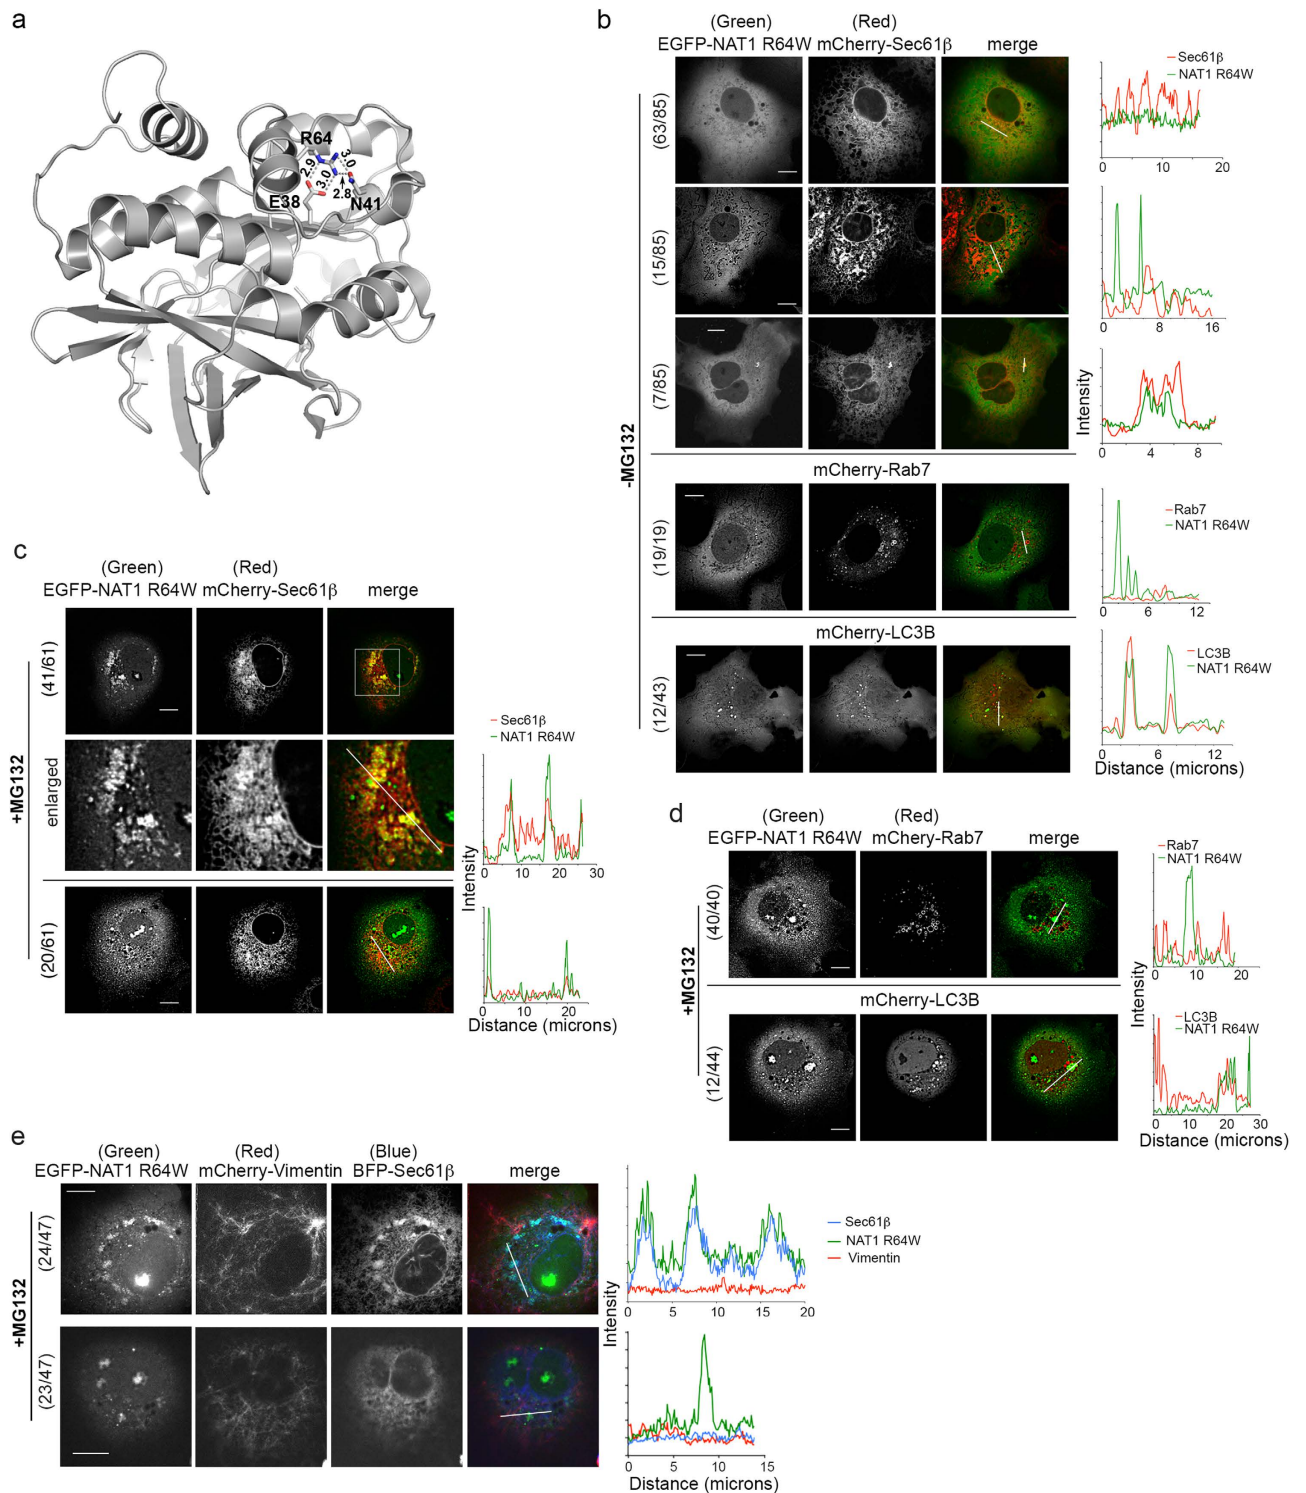 a
R64
3.0
2.9
3.0
2.8
E38
N41
b
(Green)
(Red)
EGFP-NAT1 R64W
mCherry-Sec61β
merge
Sec61β
NAT1 R64W
(63/85)
0
10
20
(15/85)
0
8
16
(7/85)
-MG132
Intensity
0
4
8
mCherry-Rab7
Rab7
NAT1 R64W
(19/19)
0
6
12
mCherry-LC3B
LC3B
NAT1 R64W
(12/43)
0
6
12
Distance (microns)
c
(Green)
(Red)
EGFP-NAT1 R64W
mCherry-Sec61β
merge
(41/61)
+MG132
enlarged
Sec61β
NAT1 R64W
Intensity
0
10
20
30
(20/61)
0
20
Distance (microns)
d
(Green)
(Red)
EGFP-NAT1 R64W
mChery-Rab7
merge
Rab7
NAT1 R64W
(40/40)
+MG132
Intensity
0
10
20
mCherry-LC3B
LC3B
NAT1 R64W
(12/44)
0
10
20
30
Distance (microns)
e
(Green)
(Red)
(Blue)
EGFP-NAT1 R64W
mCherry-Vimentin
BFP-Sec61β
merge
(24/47)
+MG132
Sec61β
NAT1 R64W
Vimentin
Intensity
0
5
10
15
20
(23/47)
0
5
10
15
Distance (microns)